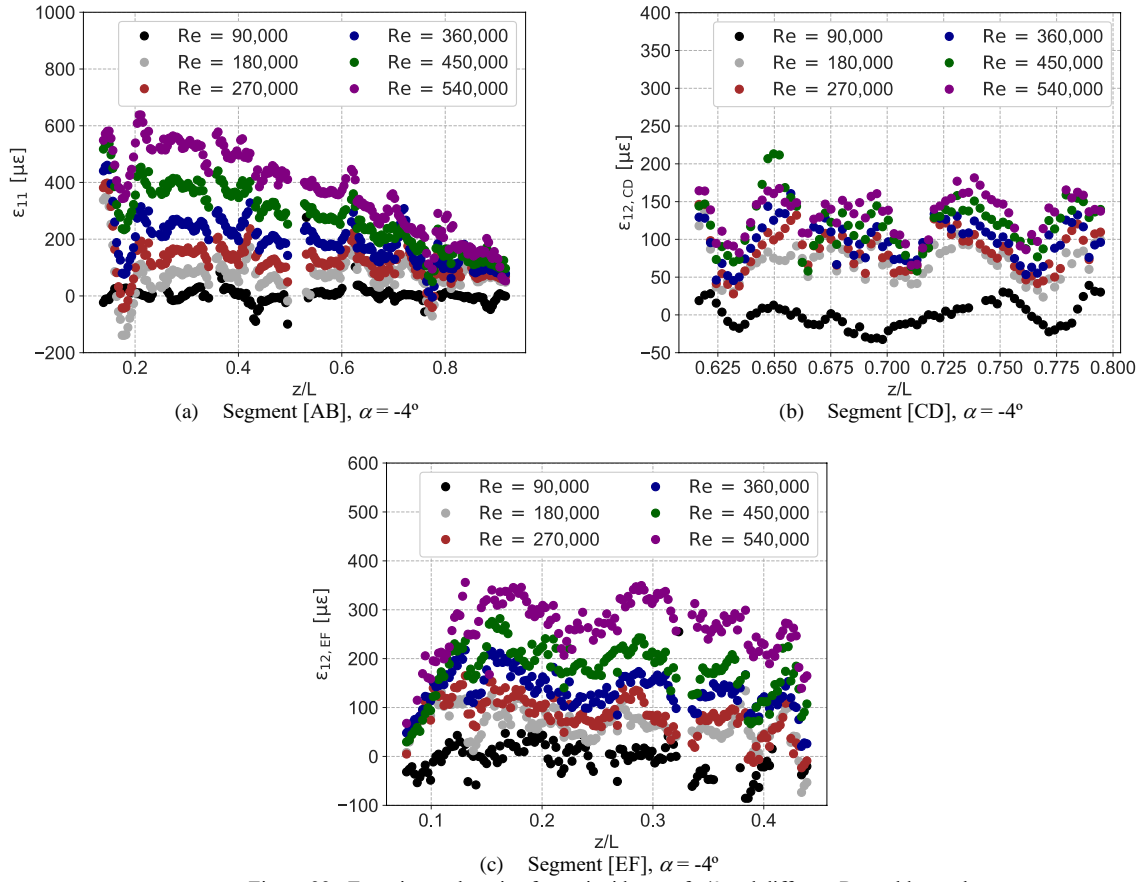 Re = 90,000
Re = 180,000
Re = 270,000
Re = 360,000
Re = 450,000
Re = 540,000
1000
800
600
400
200
0
−200
ε11 [με]
0.2
0.4
0.6
0.8
z/L
(a) Segment [AB], α = -4º
Re = 90,000
Re = 180,000
Re = 270,000
Re = 360,000
Re = 450,000
Re = 540,000
400
350
300
250
200
150
100
50
0
−50
ε12, CD [με]
0.625
0.650
0.675
0.700
0.725
0.750
0.775
0.800
z/L
(b) Segment [CD], α = -4º
Re = 90,000
Re = 180,000
Re = 270,000
Re = 360,000
Re = 450,000
Re = 540,000
600
500
400
300
200
100
0
−100
ε12, EF [με]
0.1
0.2
0.3
0.4
z/L
(c) Segment [EF], α = -4º